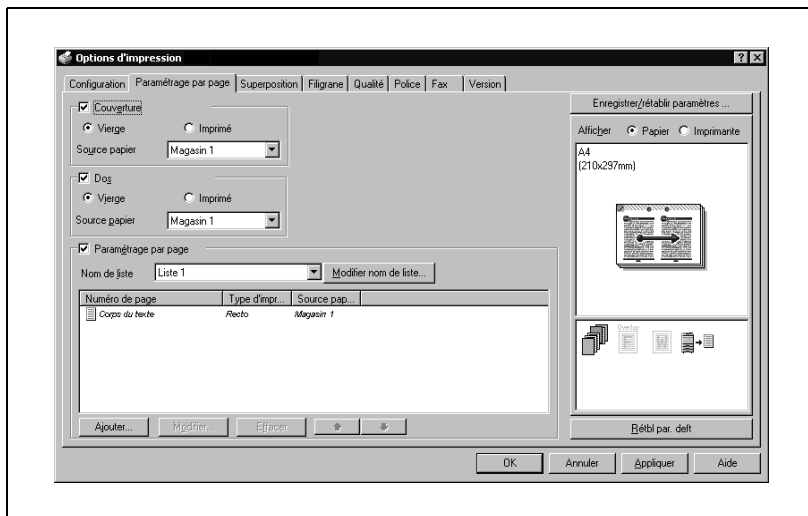 Options d'impression
Configuration Paramétrage par page Superposition Filigrane Qualité Police Fax Version
Couverture
Vierge Imprimé
Source papier Magasin 1
Dos
Vierge Imprimé
Source papier Magasin 1
Paramétrage par page
Nom de liste Liste 1 Modifier nom de liste...
Numéro de page Type d'impr... Source pap...
Corps du texte Recto Magasin 1
Ajouter... Modifier... Effacer
Enregistrer/rétablir paramètres ...
Afficher Papier Imprimante
A4
(210x297mm)
Overlay
Rétbl par. deft
OK Annuler Appliquer Aide